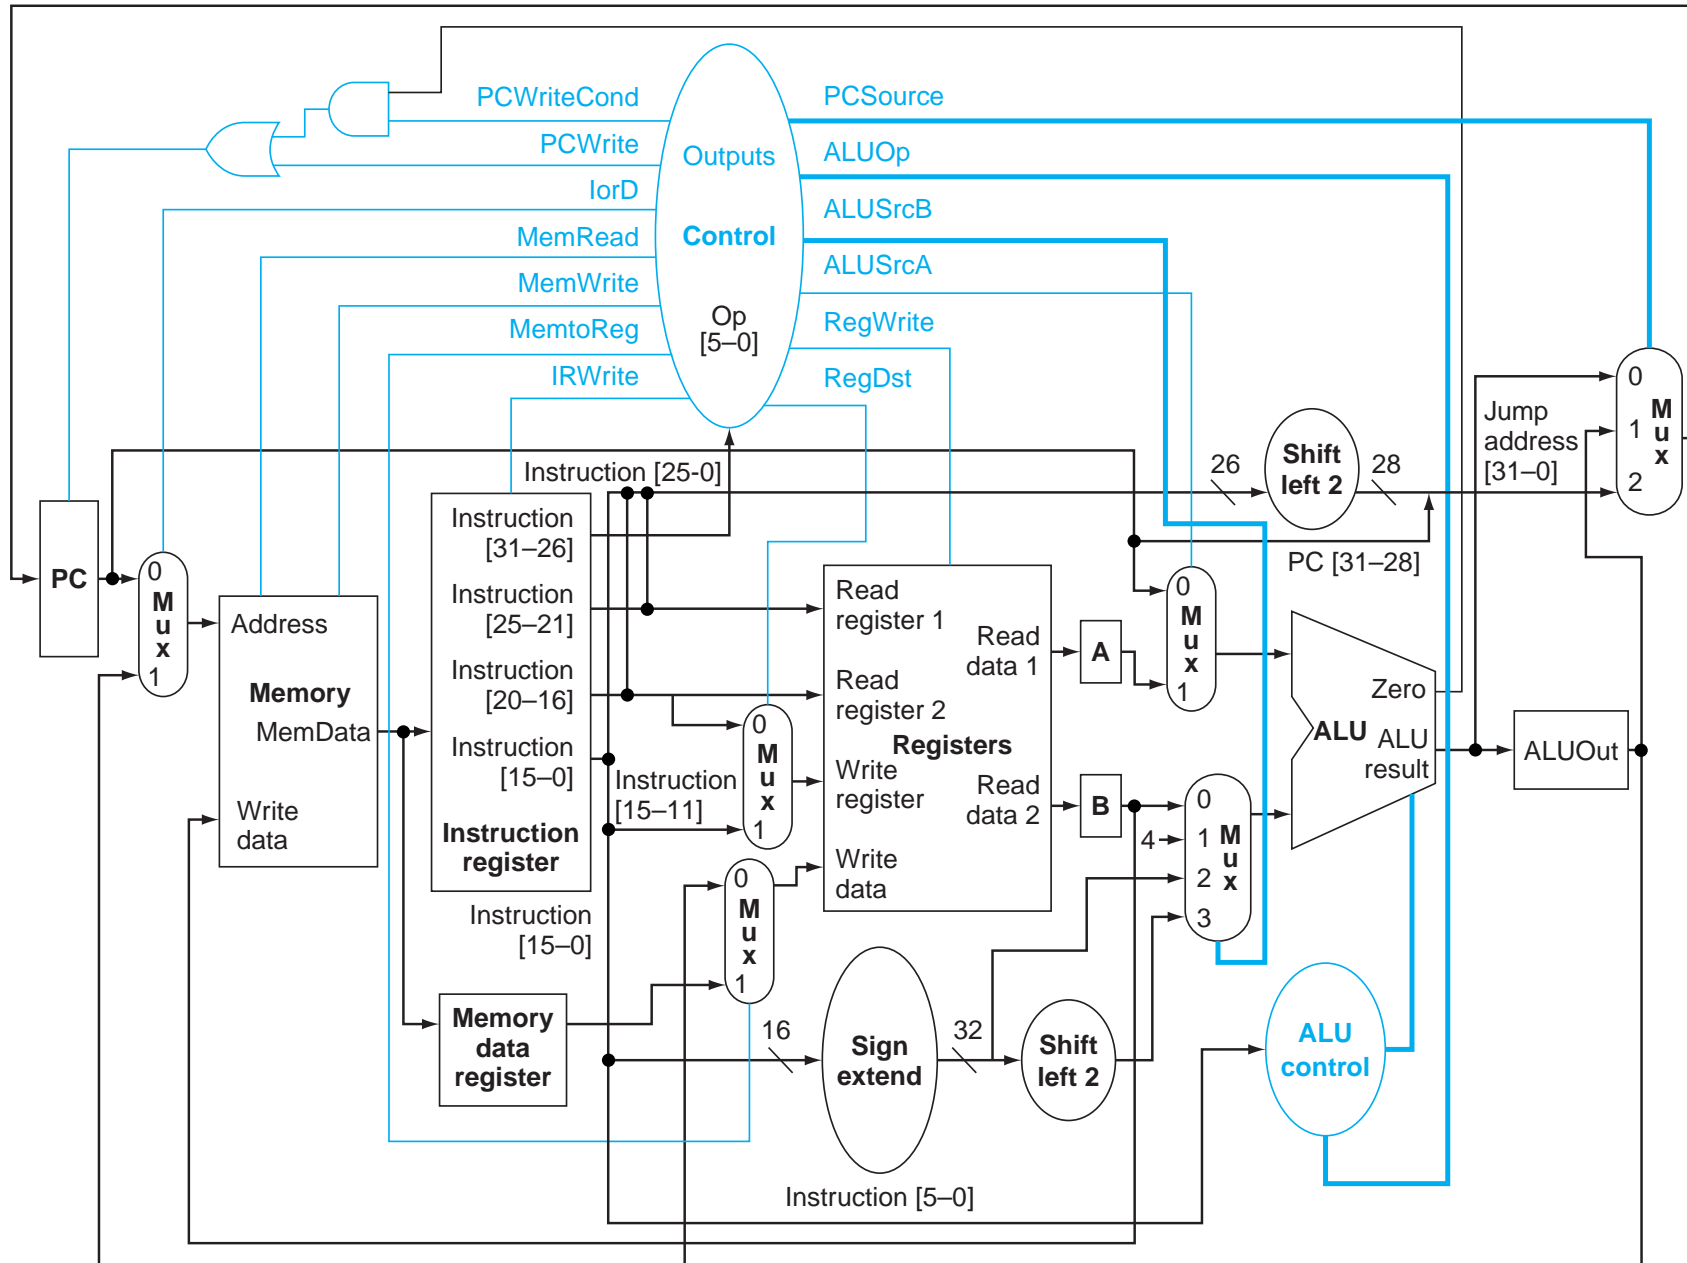 PCWriteCond
PCWrite
IorD
MemRead
MemWrite
MemtoReg
IRWrite
Outputs
Control
Op
[5–0]
PCSource
ALUOp
ALUSrcB
ALUSrcA
RegWrite
RegDst
Instruction [25-0]
26
Shift
left 2
28
Jump
address
[31–0]
0
1
2
M
u
x
PC [31–28]
PC
0
M
u
x
1
Address
Memory
MemData
Write
data
Instruction
[31–26]
Instruction
[25–21]
Instruction
[20–16]
Instruction
[15–0]
Instruction
register
Instruction
[15–11]
0
M
u
x
1
Read
register 1
Read
register 2
Registers
Write
register
Write
data
Read
data 1
Read
data 2
A
B
0
M
u
x
1
4
0
1
2
3
M
u
x
Zero
ALU
ALU
result
ALUOut
Instruction
[15–0]
0
M
u
x
1
Memory
data
register
16
Sign
extend
32
Shift
left 2
ALU
control
Instruction [5–0]